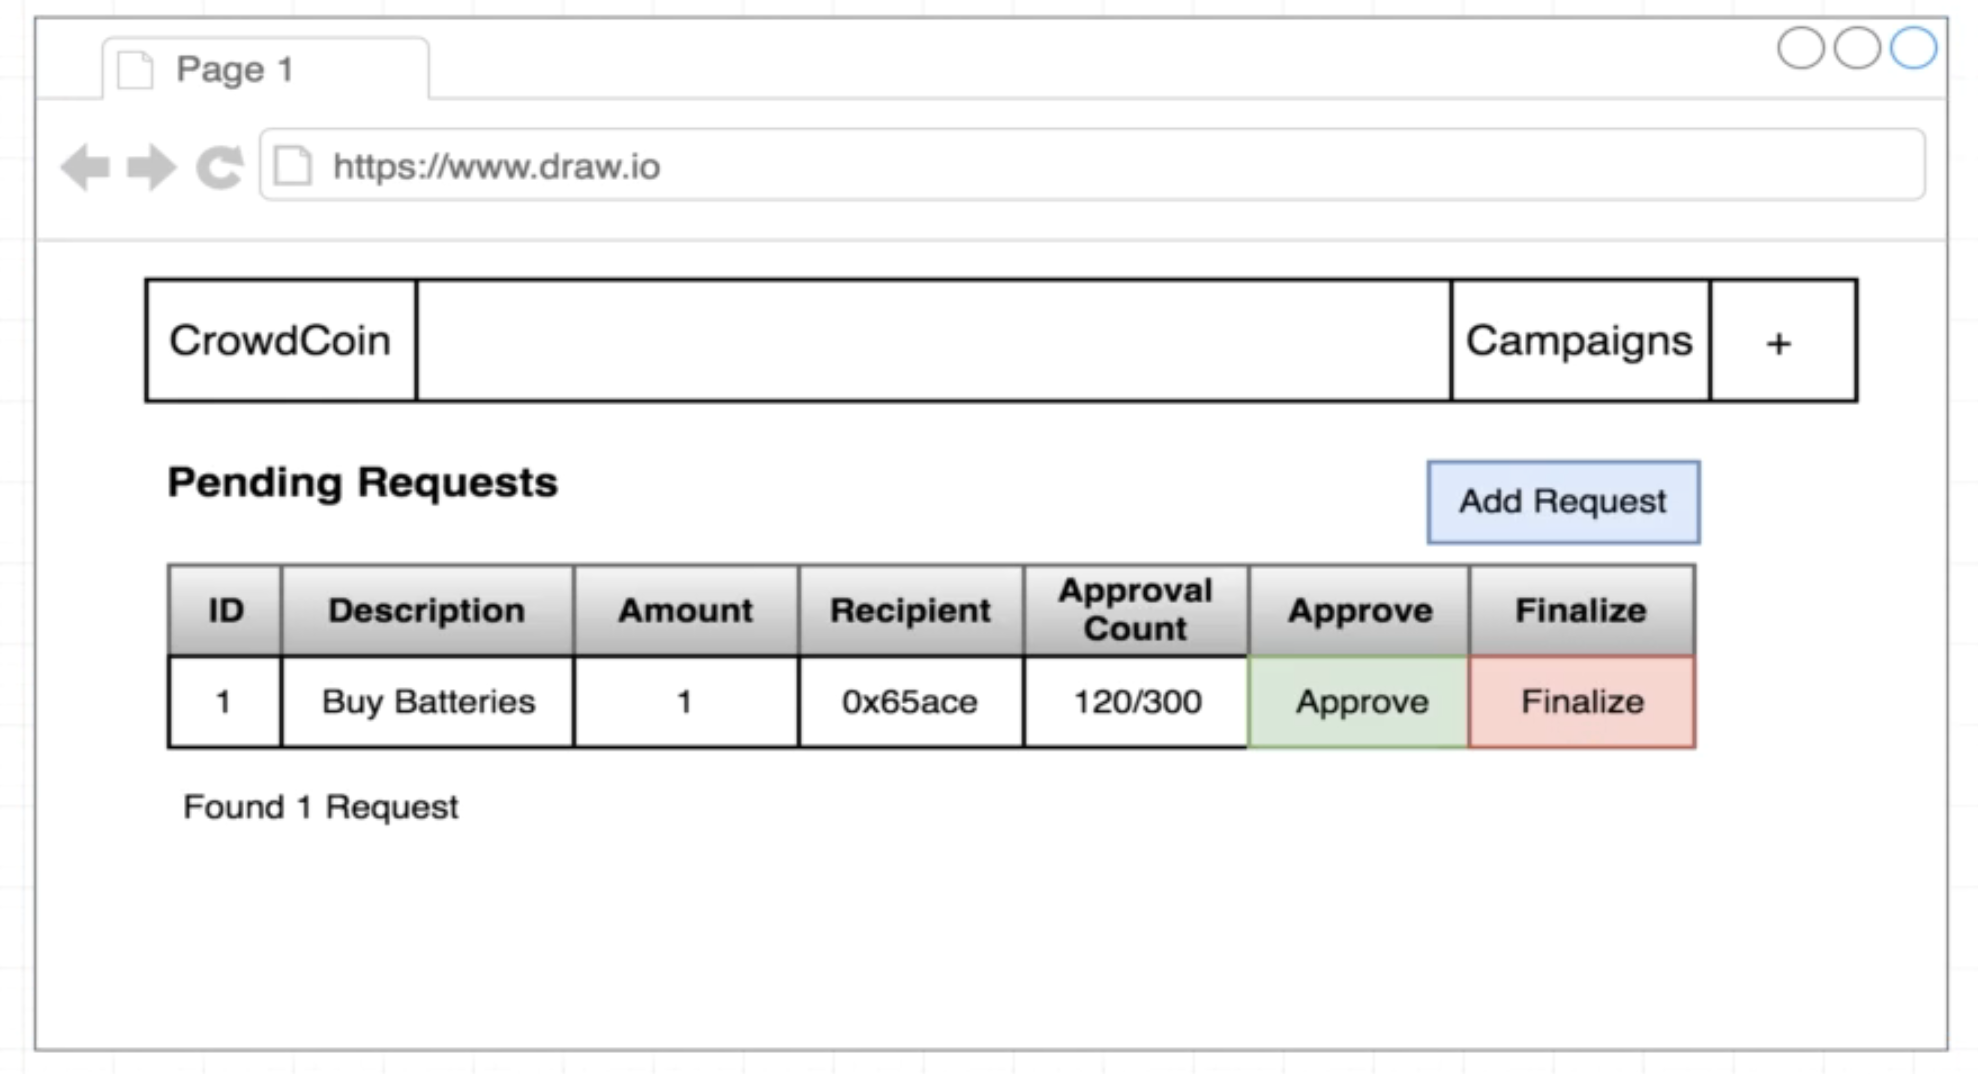 Page 1
https://www.draw.io
CrowdCoin Campaigns +
Pending Requests
Add Request
ID Description Amount Recipient Approval Count Approve Finalize
1 Buy Batteries 1 0x65ace 120/300 Approve Finalize
Found 1 Request